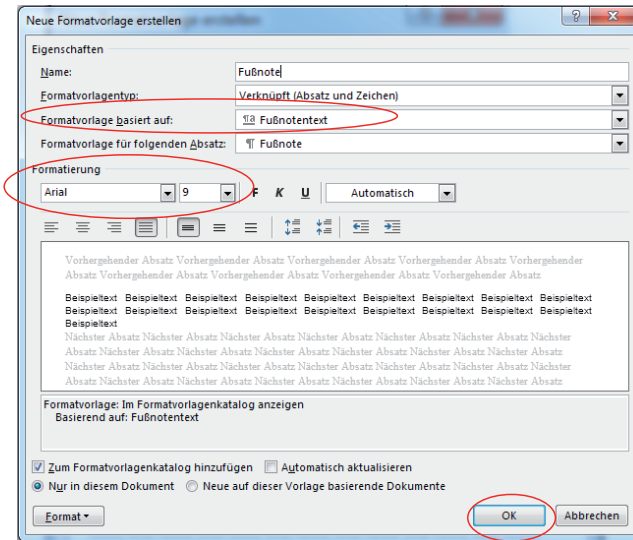 Neue Formatvorlage erstellen
Eigenschaften
Name: Fußnote
Formatvorlagentyp: Verknüpft (Absatz und Zeichen)
Formatvorlage basiert auf: ¶a Fußnotentext
Formatvorlage für folgenden Absatz: ¶ Fußnote
Formatierung
Arial 9 F K U Automatisch
Vorhergehender Absatz Vorhergehender Absatz Vorhergehender Absatz Vorhergehender Absatz Vorhergehender
Absatz Vorhergehender Absatz Vorhergehender Absatz Vorhergehender Absatz Vorhergehender Absatz
Beispieltext Beispieltext Beispieltext Beispieltext Beispieltext Beispieltext Beispieltext Beispieltext Beispieltext
Beispieltext Beispieltext Beispieltext Beispieltext Beispieltext Beispieltext Beispieltext Beispieltext Beispieltext
Beispieltext
Nächster Absatz Nächster Absatz Nächster Absatz Nächster Absatz Nächster Absatz Nächster Absatz Nächster
Absatz Nächster Absatz Nächster Absatz Nächster Absatz Nächster Absatz Nächster Absatz Nächster Absatz
Nächster Absatz Nächster Absatz Nächster Absatz Nächster Absatz Nächster Absatz Nächster Absatz Nächster
Absatz Nächster Absatz Nächster Absatz Nächster Absatz Nächster Absatz Nächster Absatz Nächster Absatz
Formatvorlage: Im Formatvorlagenkatalog anzeigen
Basierend auf: Fußnotentext
Zum Formatvorlagenkatalog hinzufügen Automatisch aktualisieren
Nur in diesem Dokument Neue auf dieser Vorlage basierende Dokumente
Format OK Abbrechen